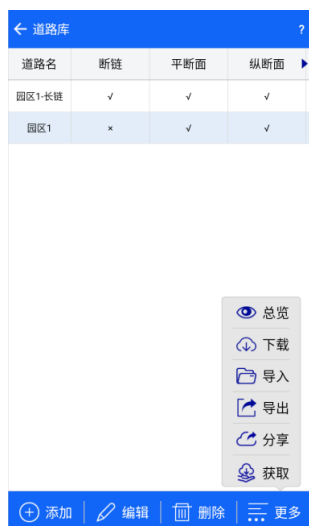 ← 道路库 ?
道路名 断链 平断面 纵断面
园区1-长链 √ √ √
园区1 × √ √
总览
下载
导入
导出
分享
获取
添加 编辑 删除 更多